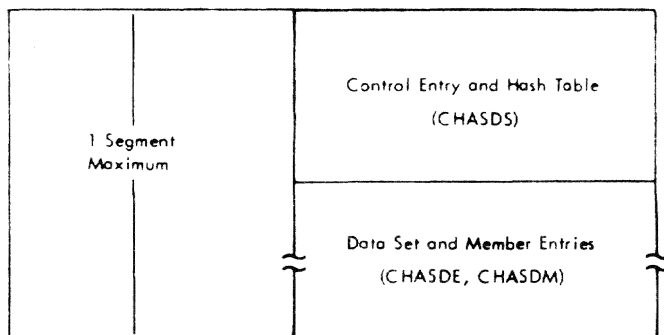 Control Entry and Hash Table
(CHASDS)
1 Segment
Maximum
Data Set and Member Entries
(CHASDE, CHASDM)